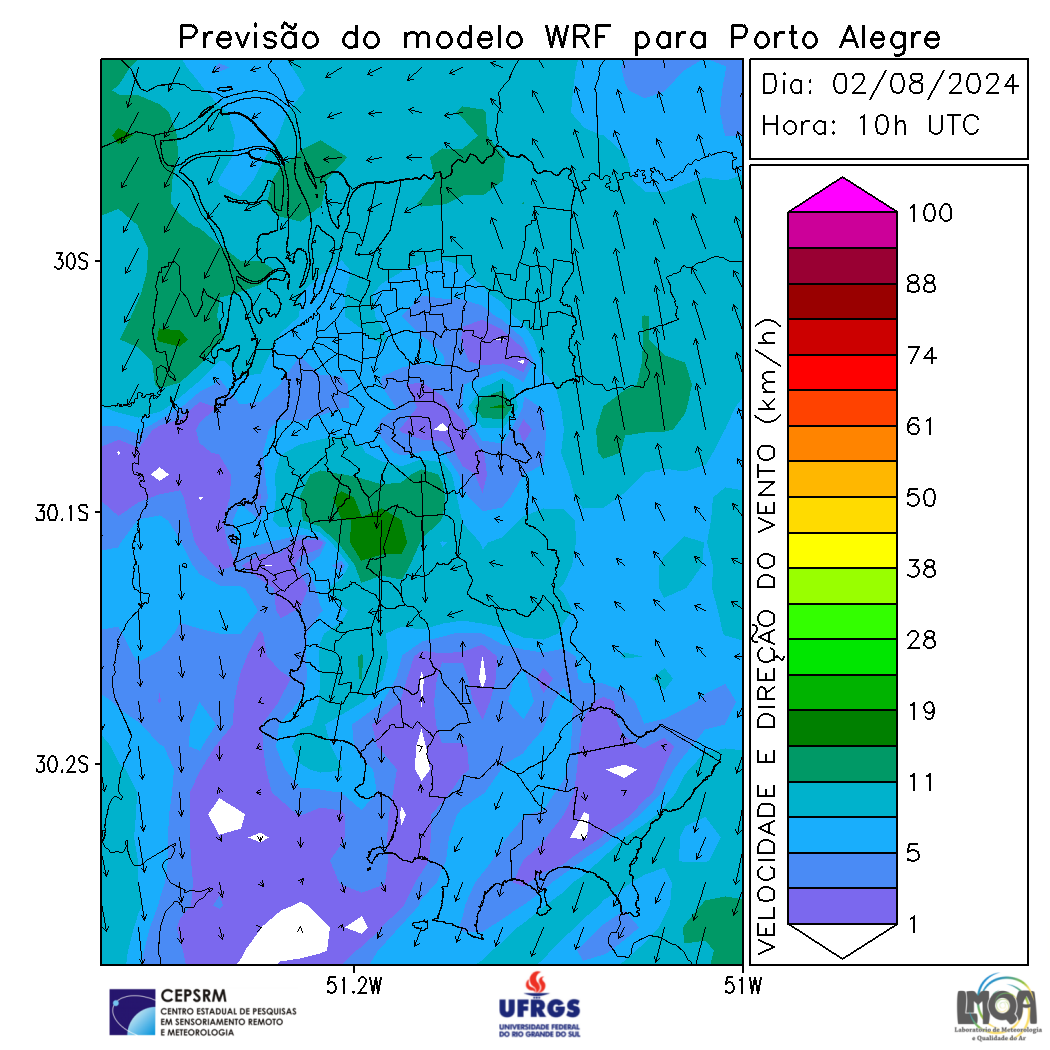 Previsão do modelo WRF para Porto Alegre
Dia: 02/08/2024
Hora: 10h UTC
30S
30.1S
30.2S
51.2W
51W
VELOCIDADE E DIREÇÃO DO VENTO (km/h)
100
88
74
61
50
38
28
19
11
5
1
CEPSRM
CENTRO ESTADUAL DE PESQUISAS
EM SENSORIAMENTO REMOTO
E METEOROLOGIA
UFRGS
UNIVERSIDADE FEDERAL
DO RIO GRANDE DO SUL
LMQA
Laboratório de Meteorologia
e Qualidade do Ar